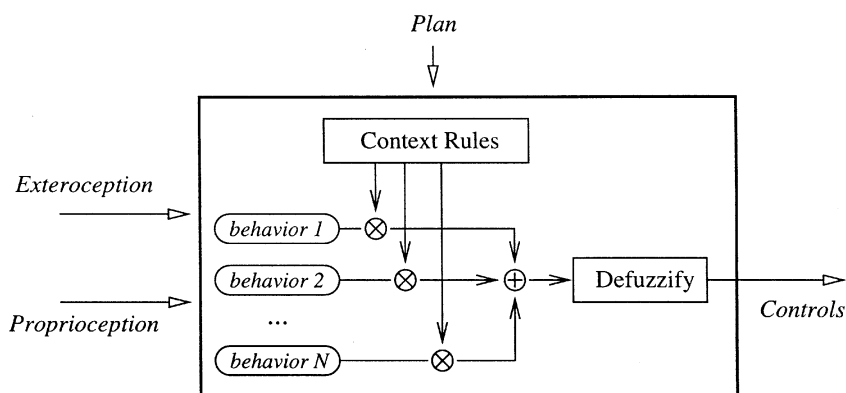 Plan
Context Rules
Exteroception
behavior 1
behavior 2
Defuzzify
Proprioception
...
Controls
behavior N